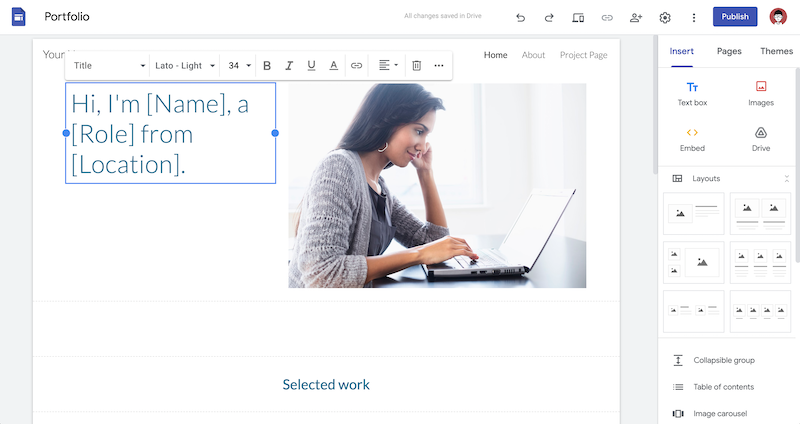 Portfolio
All changes saved in Drive
Publish
Title
Lato - Light
34
B I U A
Home About Project Page
Hi, I'm [Name], a
[Role] from
[Location].
Selected work
Insert Pages Themes
Text box Images
Embed Drive
Layouts
Collapsible group
Table of contents
Image carousel